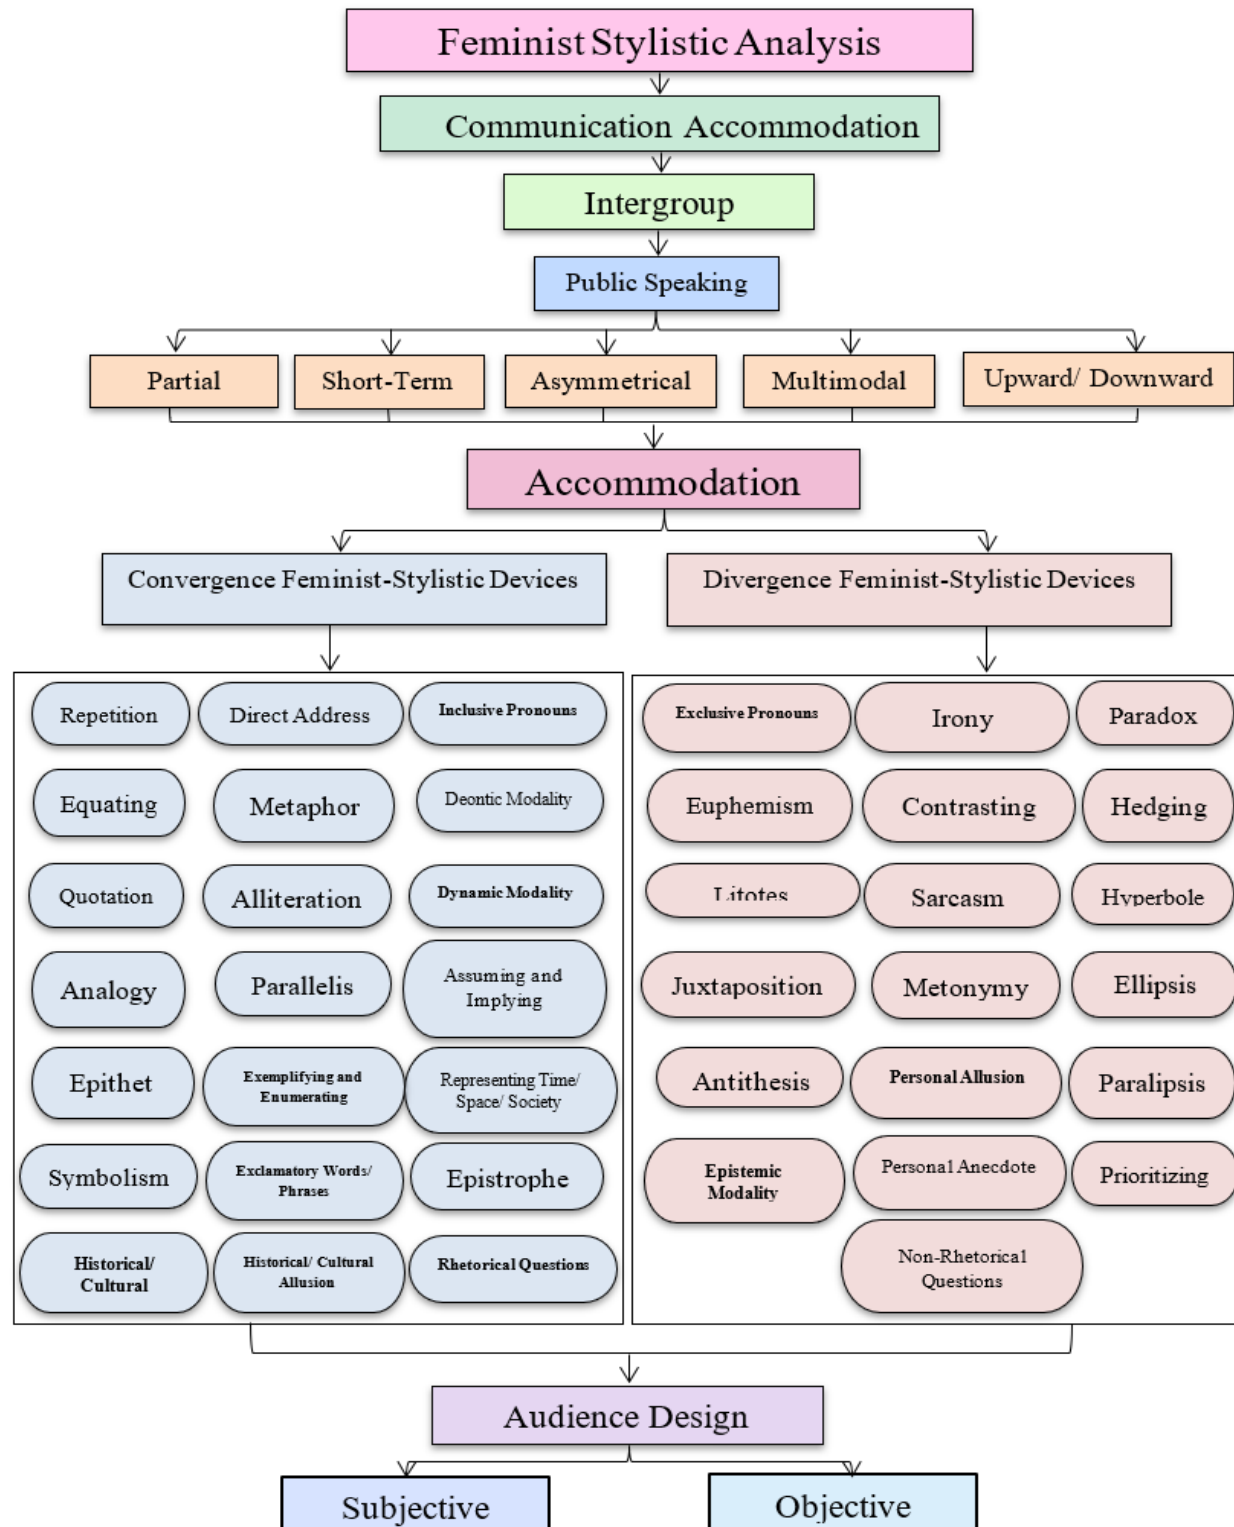 Feminist Stylistic Analysis
Communication Accommodation
Intergroup
Public Speaking
Partial
Short-Term
Asymmetrical
Multimodal
Upward/ Downward
Accommodation
Convergence Feminist-Stylistic Devices
Divergence Feminist-Stylistic Devices
Repetition
Direct Address
Inclusive Pronouns
Equating
Metaphor
Deontic Modality
Quotation
Alliteration
Dynamic Modality
Analogy
Parallelis
Assuming and
Implying
Epithet
Exemplifying and
Enumerating
Representing Time/
Space/ Society
Symbolism
Exclamatory Words/
Phrases
Epistrophe
Historical/
Cultural
Historical/ Cultural
Allusion
Rhetorical Questions
Exclusive Pronouns
Irony
Paradox
Euphemism
Contrasting
Hedging
Litotes
Sarcasm
Hyperbole
Juxtaposition
Metonymy
Ellipsis
Antithesis
Personal Allusion
Paralipsis
Epistemic
Modality
Personal Anecdote
Prioritizing
Non-Rhetorical
Questions
Audience Design
Subjective
Objective